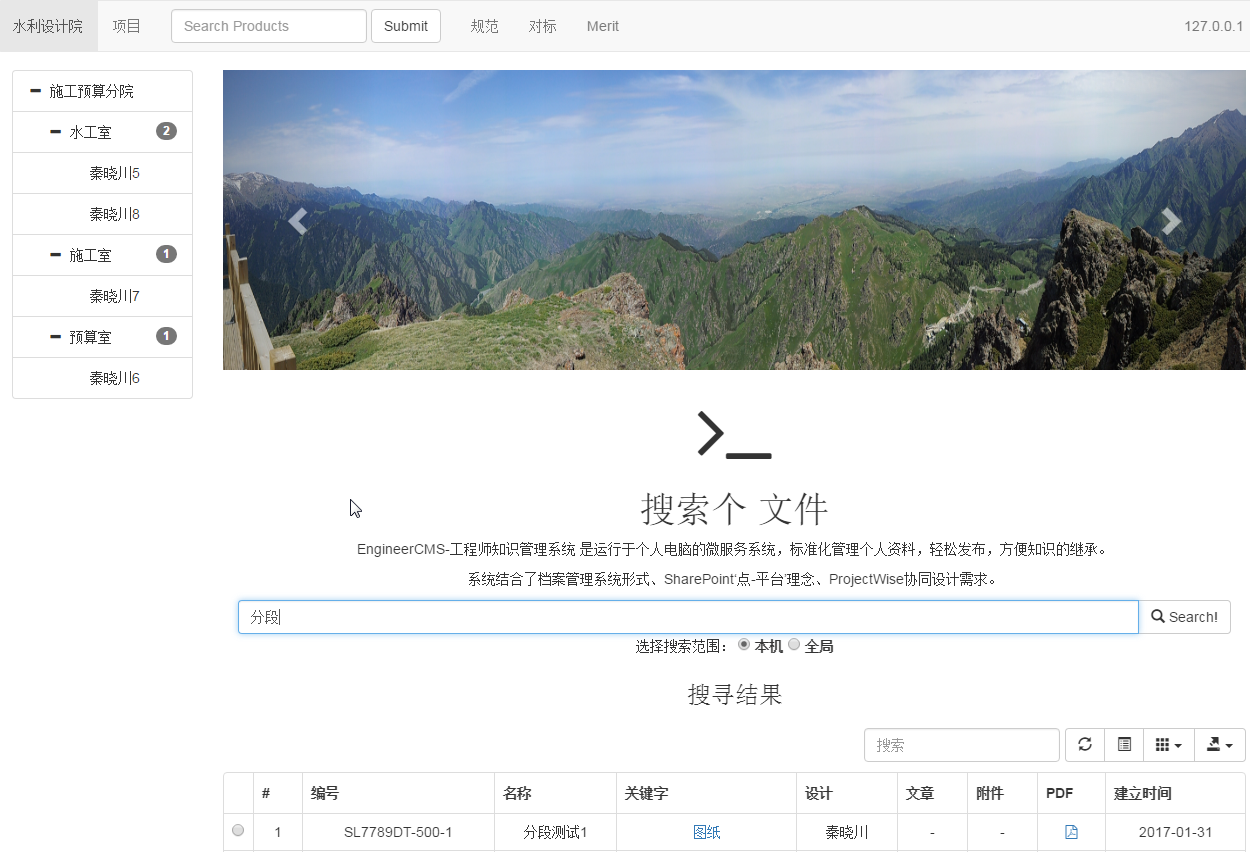 水利设计院 项目 Search Products Submit 规范 对标 Merit 127.0.0.1
施工预算分院
水工室 2
秦晓川5
秦晓川8
施工室 1
秦晓川7
预算室 1
秦晓川6
搜索个 文件
EngineerCMS-工程师知识管理系统 是运行于个人电脑的微服务系统，标准化管理个人资料，轻松发布，方便知识的继承。
系统结合了档案管理系统形式、SharePoint'点-平台'理念、ProjectWise协同设计需求。
分段 Search!
选择搜索范围： 本机 全局
搜寻结果
搜索
# 编号 名称 关键字 设计 文章 附件 PDF 建立时间
1 SL7789DT-500-1 分段测试1 图纸 秦晓川 - - 2017-01-31